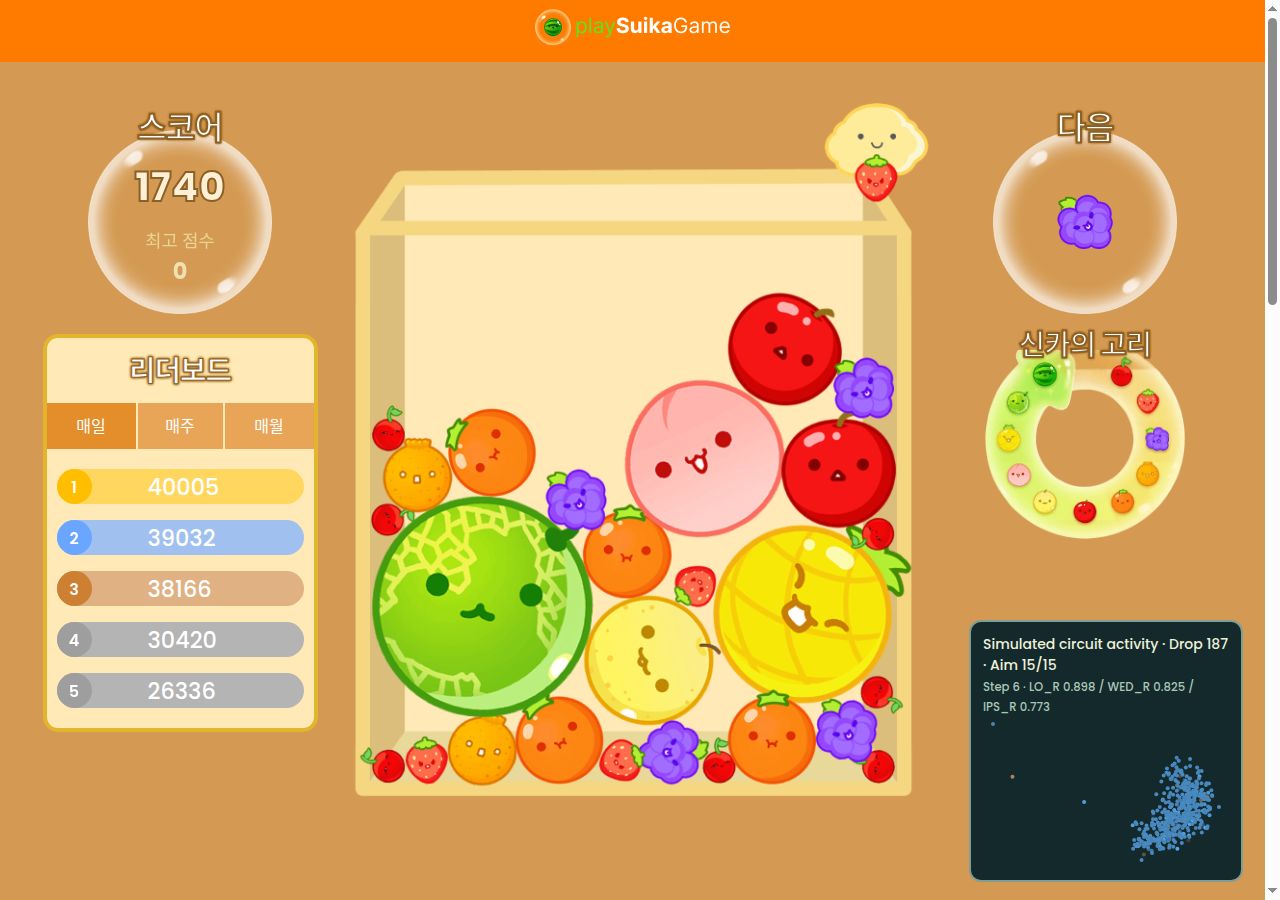 playSuikaGame
스코어
1740
최고 점수
0
다음
리더보드
매일 매주 매월
1 40005
2 39032
3 38166
4 30420
5 26336
신카의 고리
Simulated circuit activity · Drop 187
· Aim 15/15
Step 6 · LO_R 0.898 / WED_R 0.825 /
IPS_R 0.773